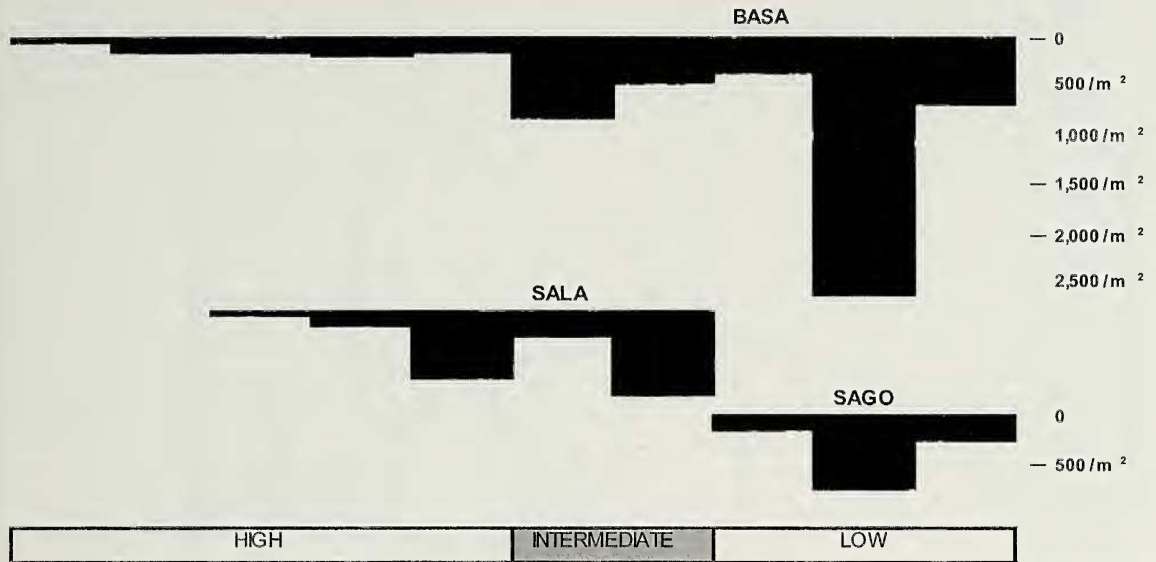 BASA
— 0
500/m ²
1,000/m ²
— 1,500/m ²
— 2,000/m ²
2,500/m ²
SALA
SAGO
0
— 500/m ²
HIGH INTERMEDIATE LOW